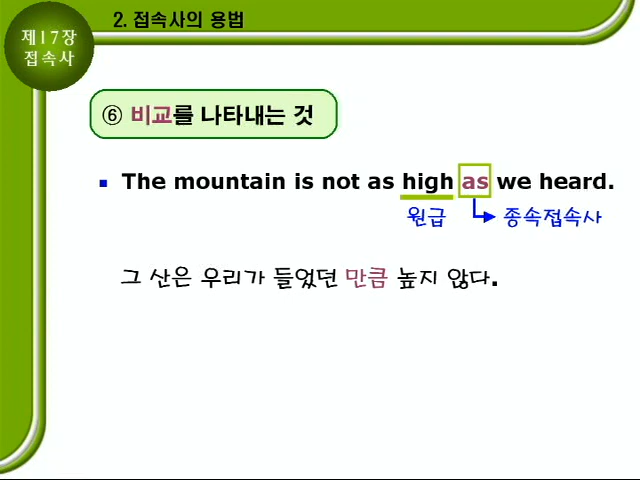 2. 접속사의 용법
제17장
접속사
⑥ 비교를 나타내는 것
▪ The mountain is not as high as we heard.
원급 종속접속사
그 산은 우리가 들었던 만큼 높지 않다.